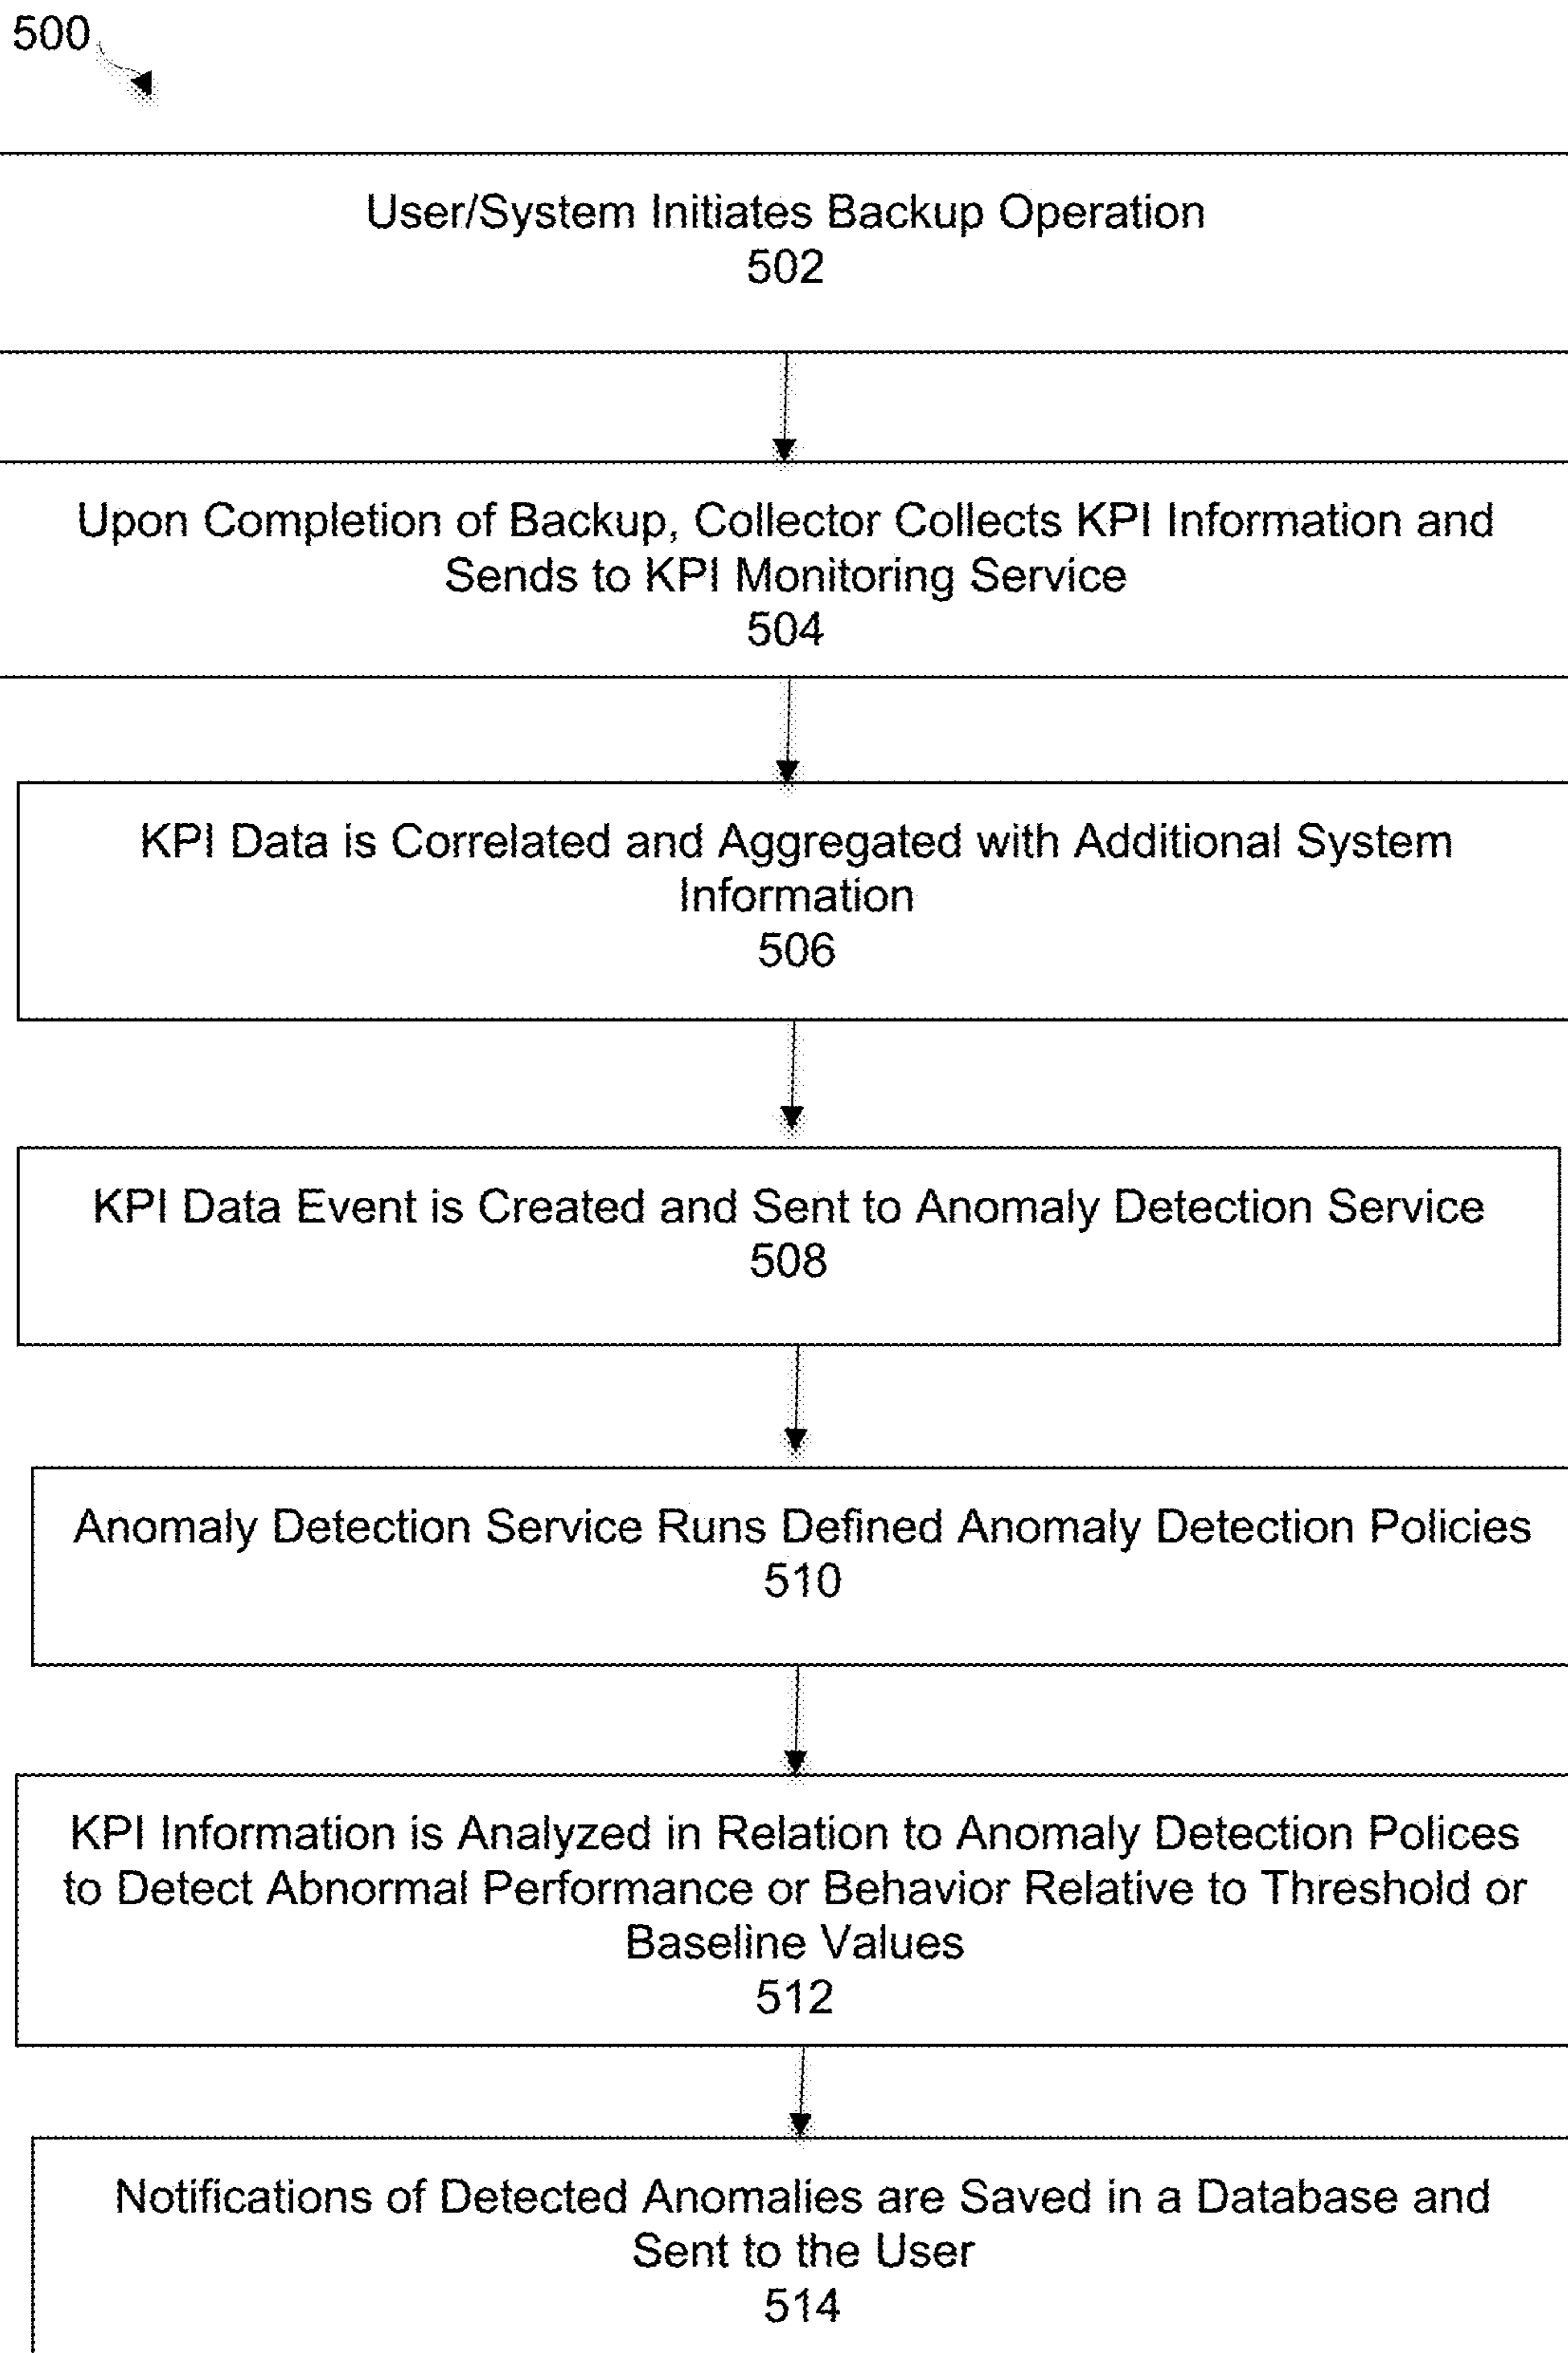 500
User/System Initiates Backup Operation
502
Upon Completion of Backup, Collector Collects KPI Information and
Sends to KPI Monitoring Service
504
KPI Data is Correlated and Aggregated with Additional System
Information
506
KPI Data Event is Created and Sent to Anomaly Detection Service
508
Anomaly Detection Service Runs Defined Anomaly Detection Policies
510
KPI Information is Analyzed in Relation to Anomaly Detection Polices
to Detect Abnormal Performance or Behavior Relative to Threshold or
Baseline Values
512
Notifications of Detected Anomalies are Saved in a Database and
Sent to the User
514